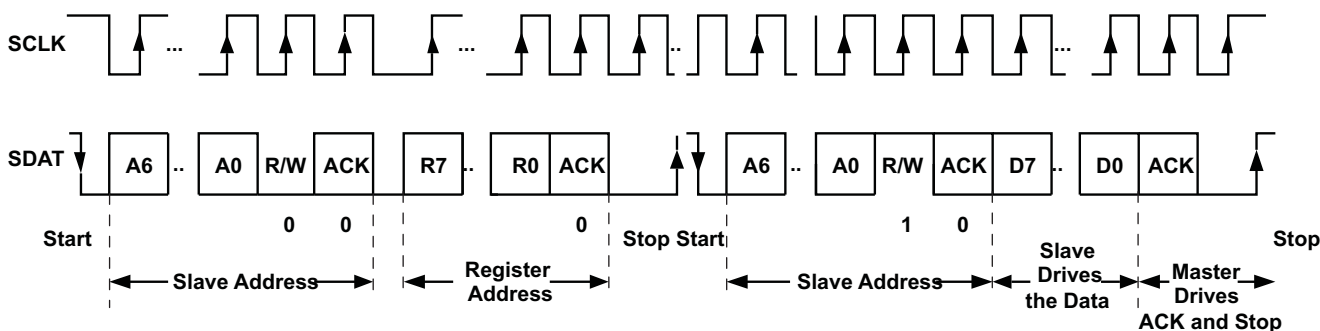 SCLK ... ... .. ...
SDAT A6 .. A0 R/W ACK R7 .. R0 ACK A6 .. A0 R/W ACK D7 .. D0 ACK
0 0 0 1 0
Start Stop Start Stop
Slave Address
Register
Address
Slave Address
Slave
Drives
the Data
Master
Drives
ACK and Stop